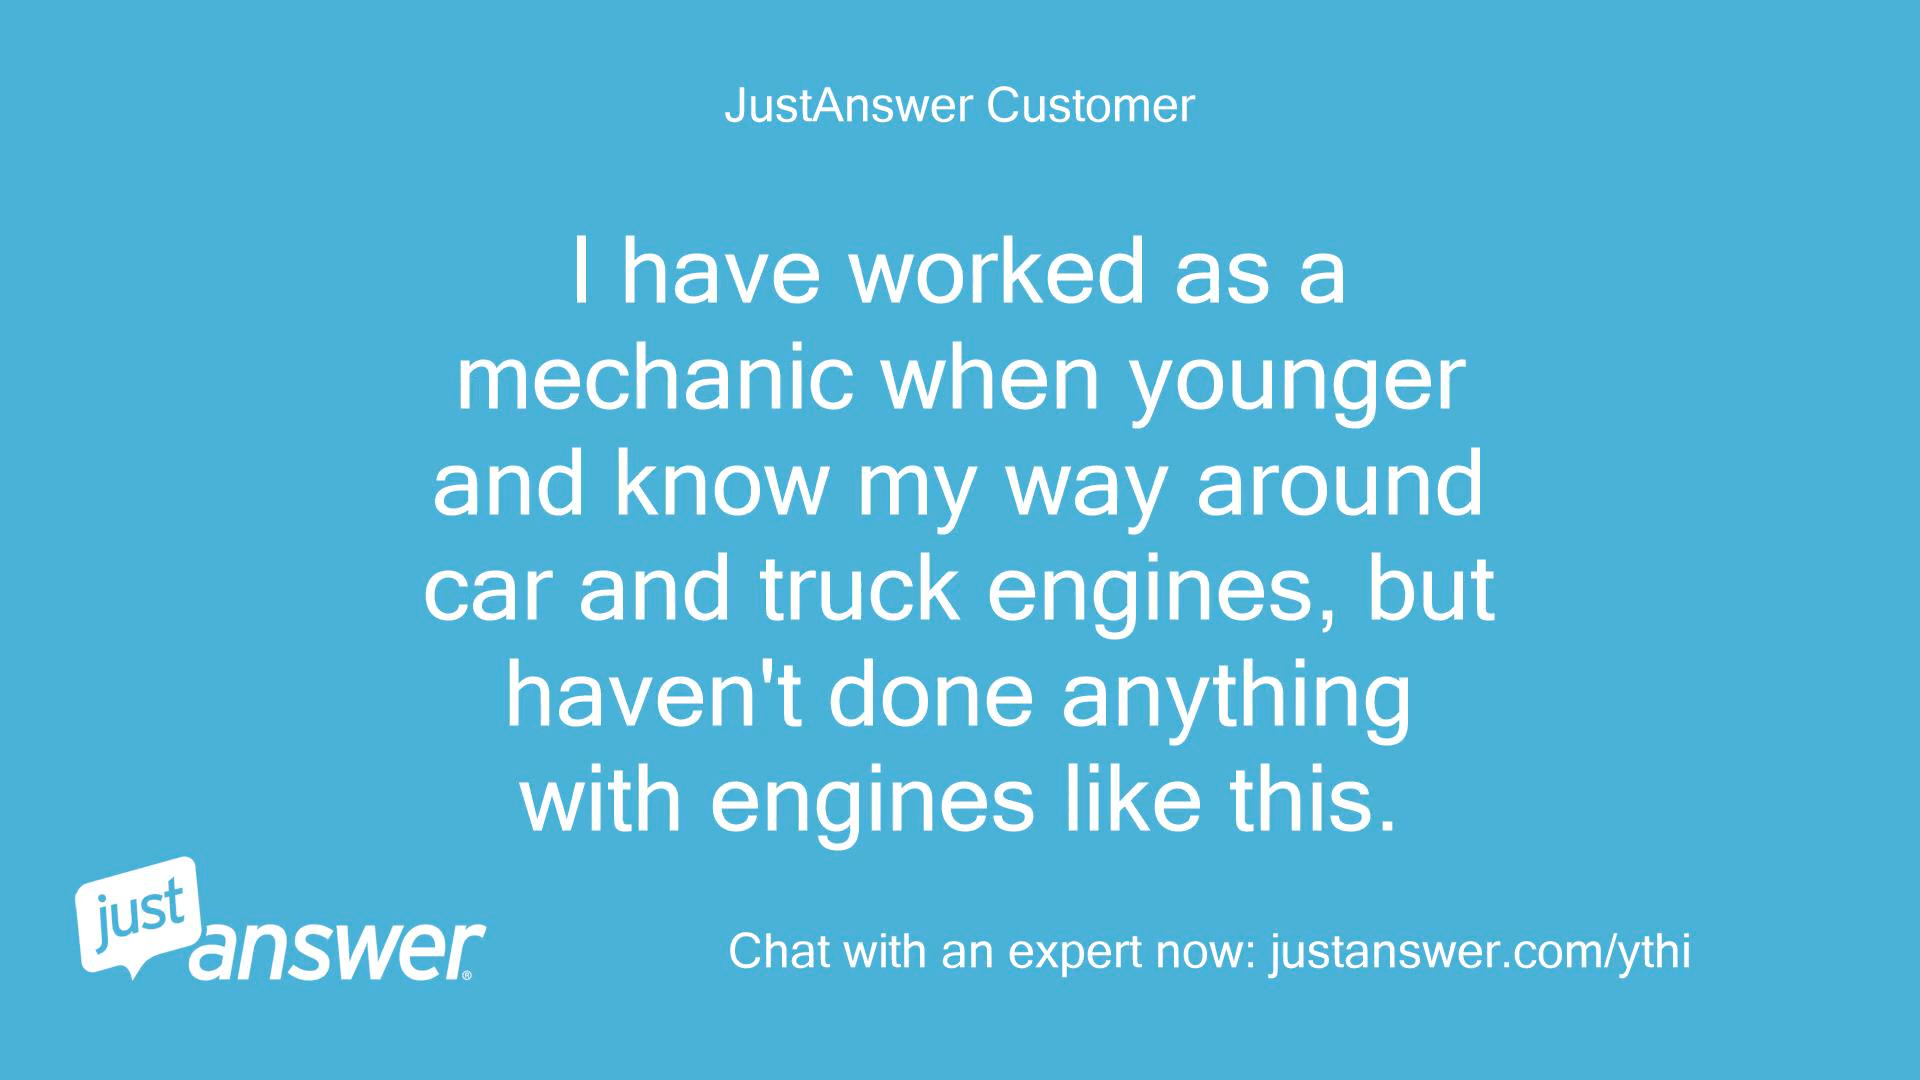 JustAnswer Customer
I have worked as a
mechanic when younger
and know my way around
car and truck engines, but
haven't done anything
with engines like this.
just
answer®
Chat with an expert now: justanswer.com/ythi